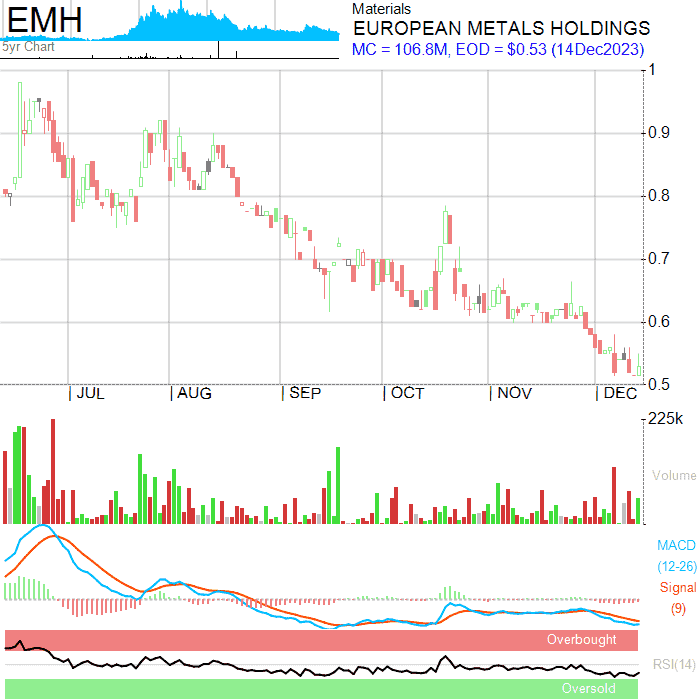 EMH
5yr Chart
Materials
EUROPEAN METALS HOLDINGS
MC = 106.8M, EOD = $0.53 (14Dec2023)
1
0.9
0.8
0.7
0.6
0.5
JUL AUG SEP OCT NOV DEC
225k
Volume
MACD
(12-26)
Signal
(9)
Overbought
RSI(14)
Oversold